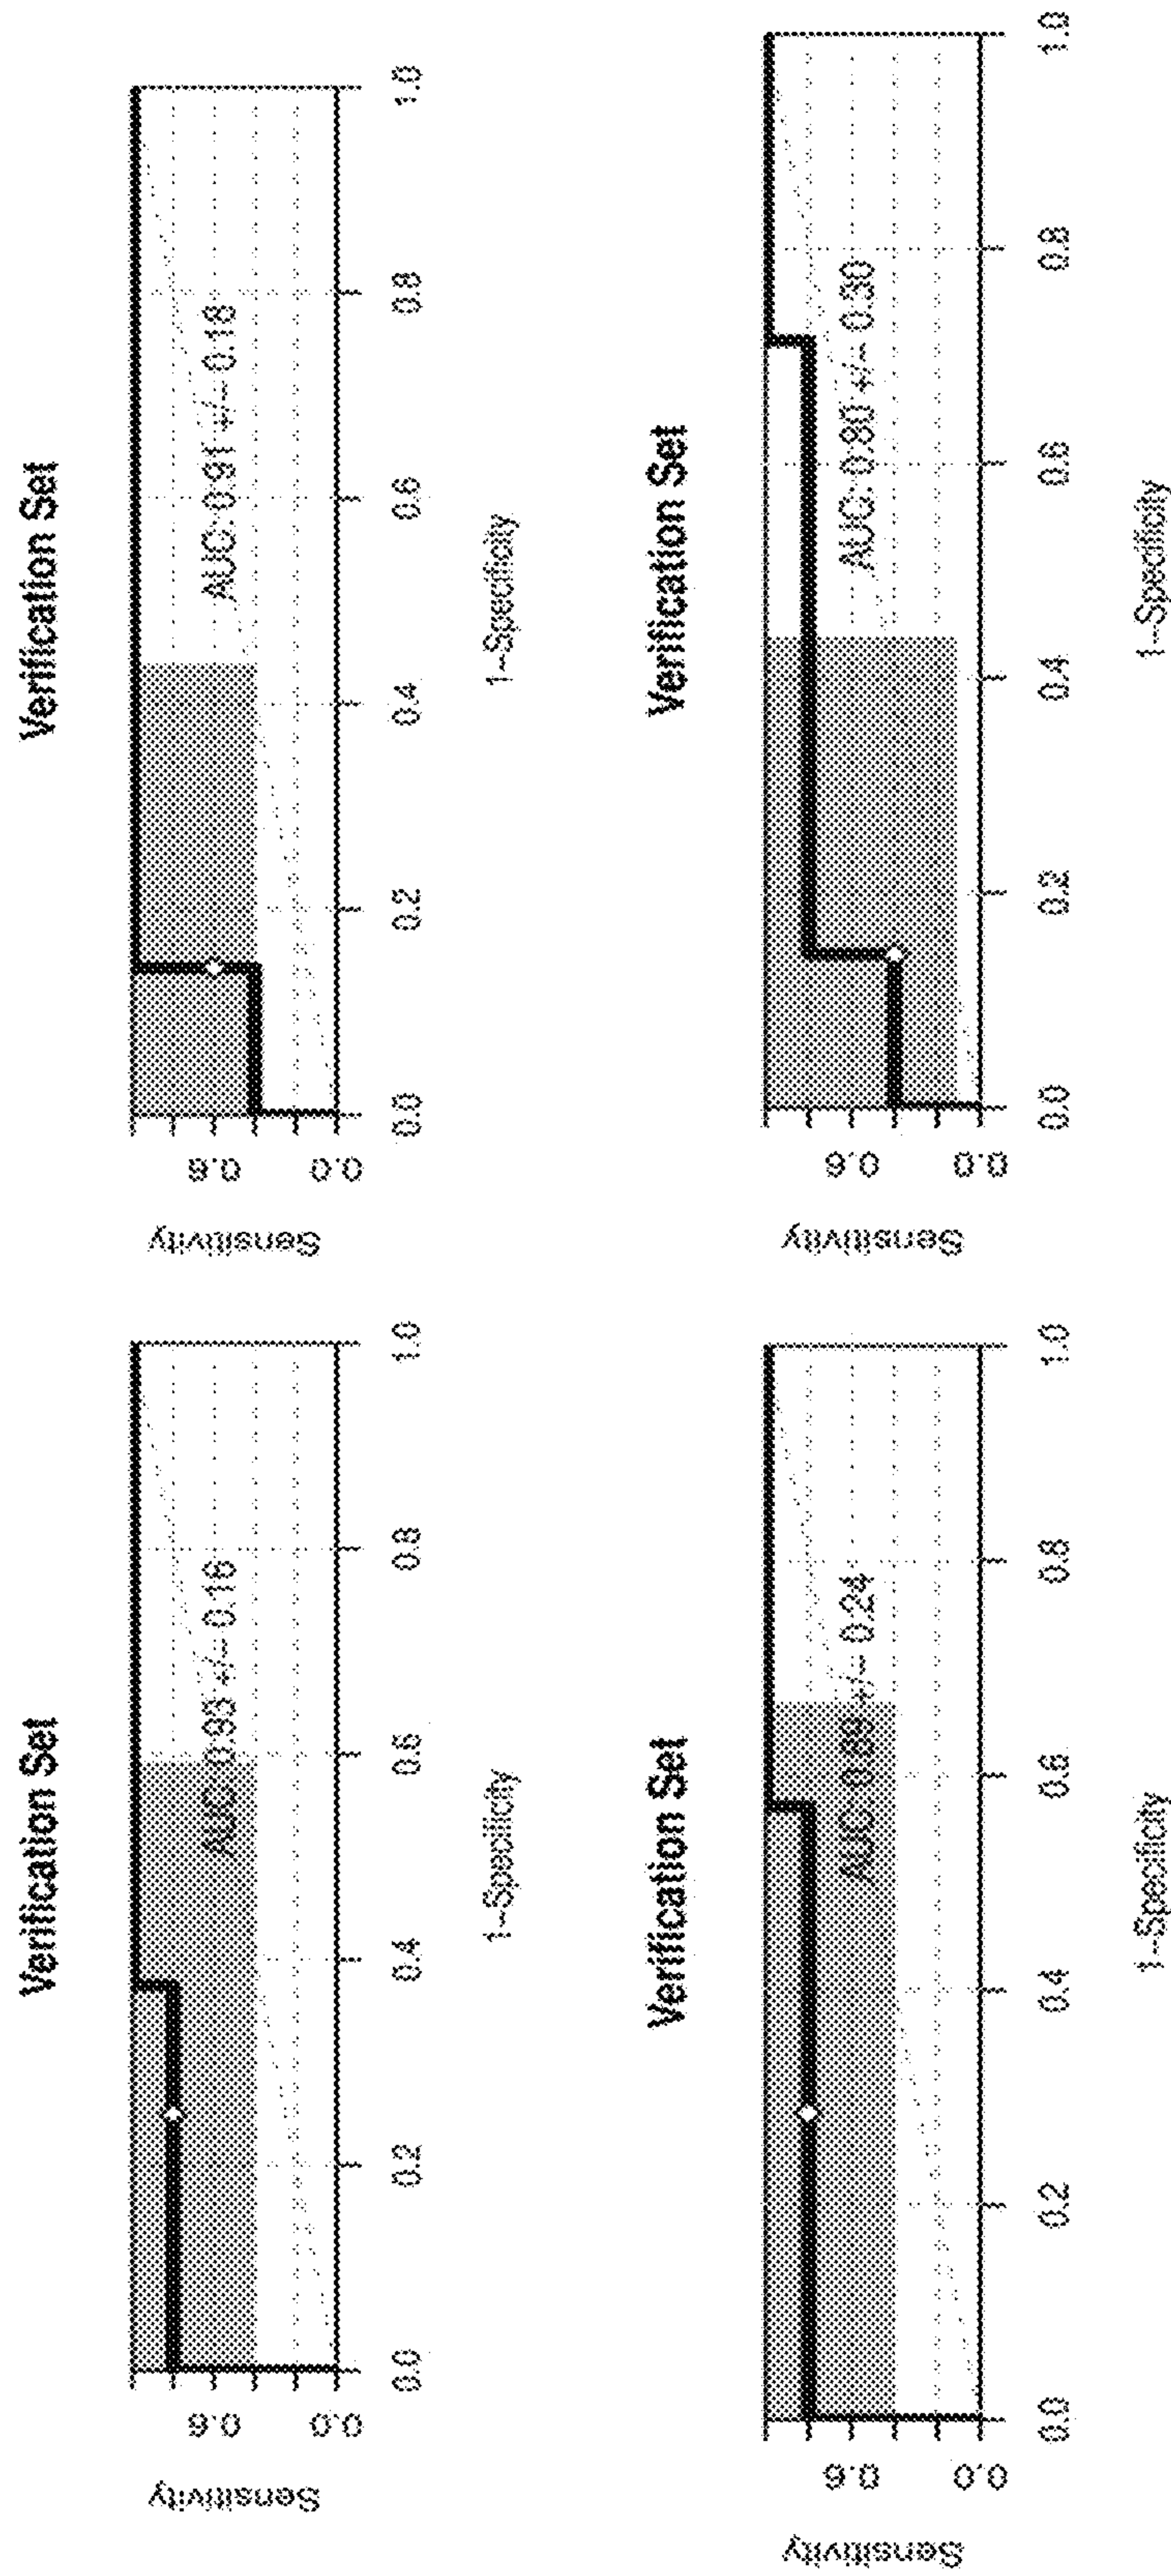 Verification Set
Sensitivity
0.6
0.0
AUC: 0.93 +/- 0.16
0.0 0.2 0.4 0.6 0.8 1.0
1-Specificity
Verification Set
Sensitivity
0.6
0.0
AUC: 0.91 +/- 0.18
0.0 0.2 0.4 0.6 0.8 1.0
1-Specificity
Verification Set
Sensitivity
0.6
0.0
AUC: 0.89 +/- 0.24
0.0 0.2 0.4 0.6 0.8 1.0
1-Specificity
Verification Set
Sensitivity
0.6
0.0
AUC: 0.80 +/- 0.30
0.0 0.2 0.4 0.6 0.8 1.0
1-Specificity